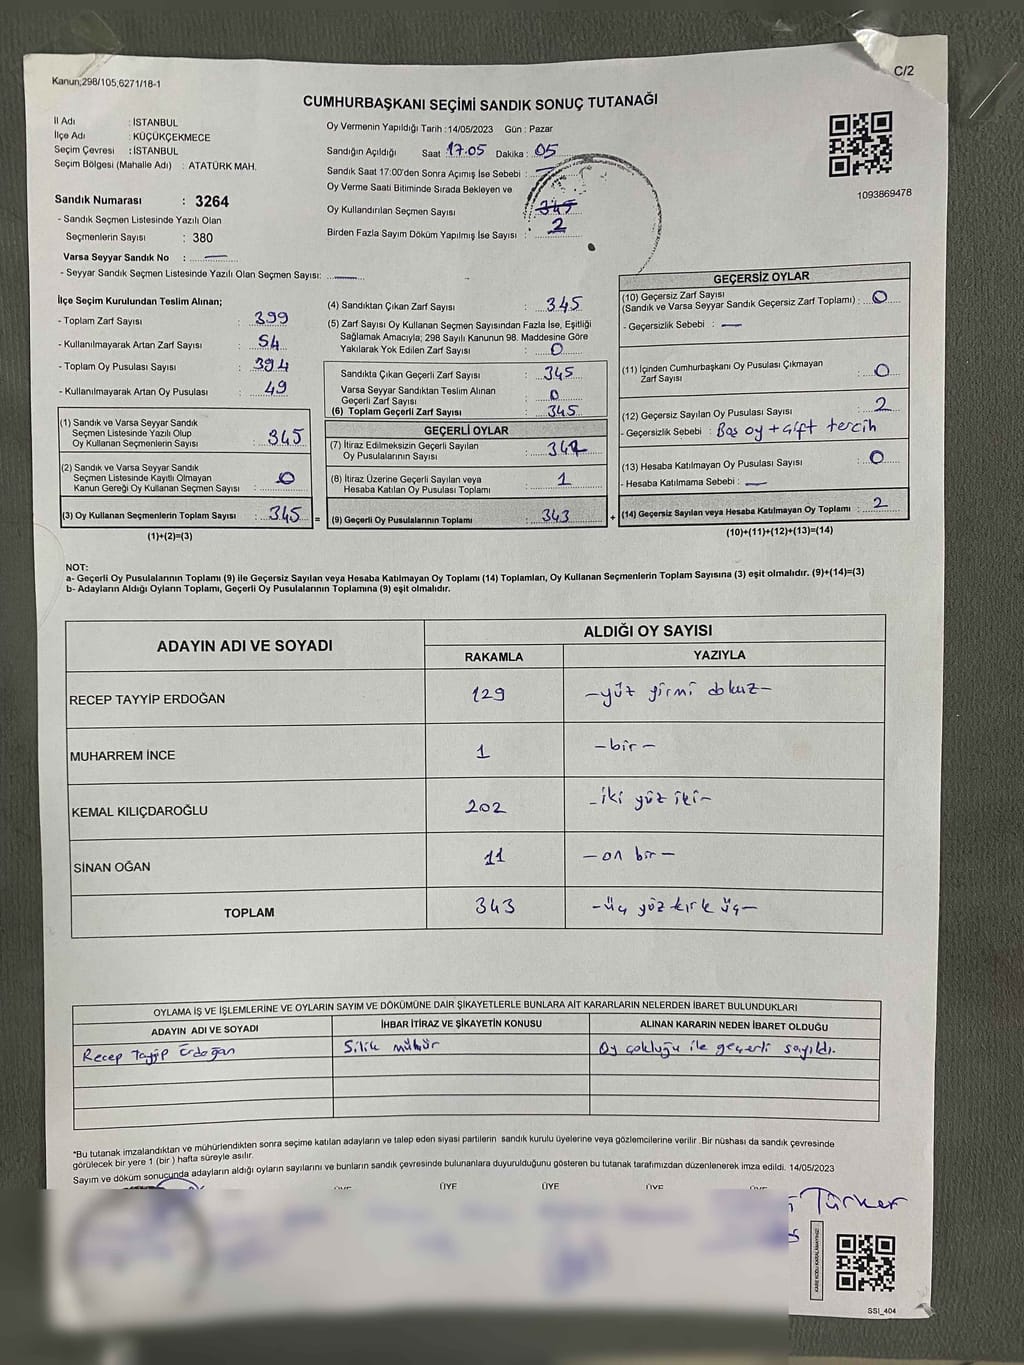 Kanun;298/105,6271/18-1
C/2
CUMHURBAŞKANI SEÇİMİ SANDIK SONUÇ TUTANAĞI
İl Adı : İSTANBUL
İlçe Adı : KÜÇÜKÇEKMECE
Seçim Çevresi : İSTANBUL
Seçim Bölgesi (Mahalle Adı) : ATATÜRK MAH.
Sandık Numarası : 3264
- Sandık Seçmen Listesinde Yazılı Olan
Seçmenlerin Sayısı : 380
Varsa Seyyar Sandık No : —
- Seyyar Sandık Seçmen Listesinde Yazılı Olan Seçmen Sayısı: —
Oy Vermenin Yapıldığı Tarih : 14/05/2023 Gün : Pazar
Sandığın Açıldığı Saat 17.05 Dakika : 05
Sandık Saat 17:00'den Sonra Açımış İse Sebebi : —
Oy Verme Saati Bitiminde Sırada Bekleyen ve
Oy Kullandırılan Seçmen Sayısı : 345
Birden Fazla Sayım Döküm Yapılmış İse Sayısı : 2
1093869478
İlçe Seçim Kurulundan Teslim Alınan;
- Toplam Zarf Sayısı : 399
- Kullanılmayarak Artan Zarf Sayısı : 54
- Toplam Oy Pusulası Sayısı : 394
- Kullanılmayarak Artan Oy Pusulası : 49
(1) Sandık ve Varsa Seyyar Sandık
Seçmen Listesinde Yazılı Olup
Oy Kullanan Seçmenlerin Sayısı : 345
(2) Sandık ve Varsa Seyyar Sandık
Seçmen Listesinde Kayıtlı Olmayan
Kanun Gereği Oy Kullanan Seçmen Sayısı : 0
(3) Oy Kullanan Seçmenlerin Toplam Sayısı : 345 =
(1)+(2)=(3)
(4) Sandıktan Çıkan Zarf Sayısı : 345
(5) Zarf Sayısı Oy Kullanan Seçmen Sayısından Fazla İse, Eşitliği
Sağlamak Amacıyla; 298 Sayılı Kanunun 98. Maddesine Göre
Yakılarak Yok Edilen Zarf Sayısı : 0
Sandıkta Çıkan Geçerli Zarf Sayısı : 345
Varsa Seyyar Sandıktan Teslim Alınan
Geçerli Zarf Sayısı : 0
(6) Toplam Geçerli Zarf Sayısı : 345
GEÇERLİ OYLAR
(7) İtiraz Edilmeksizin Geçerli Sayılan
Oy Pusulalarının Sayısı : 342
(8) İtiraz Üzerine Geçerli Sayılan veya
Hesaba Katılan Oy Pusulası Toplamı : 1
(9) Geçerli Oy Pusulalarının Toplamı : 343 +
GEÇERSİZ OYLAR
(10) Geçersiz Zarf Sayısı
(Sandık ve Varsa Seyyar Sandık Geçersiz Zarf Toplamı) : 0
- Geçersizlik Sebebi : —
(11) İçinden Cumhurbaşkanı Oy Pusulası Çıkmayan
Zarf Sayısı : 0
(12) Geçersiz Sayılan Oy Pusulası Sayısı : 2
- Geçersizlik Sebebi : Boş oy + çift tercih
(13) Hesaba Katılmayan Oy Pusulası Sayısı : 0
- Hesaba Katılmama Sebebi : —
(14) Geçersiz Sayılan veya Hesaba Katılmayan Oy Toplamı : 2
(10)+(11)+(12)+(13)=(14)
NOT:
a- Geçerli Oy Pusulalarının Toplamı (9) ile Geçersiz Sayılan veya Hesaba Katılmayan Oy Toplamı (14) Toplamları, Oy Kullanan Seçmenlerin Toplam Sayısına (3) eşit olmalıdır. (9)+(14)=(3)
b- Adayların Aldığı Oyların Toplamı, Geçerli Oy Pusulalarının Toplamına (9) eşit olmalıdır.
ADAYIN ADI VE SOYADI ALDIĞI OY SAYISI
RAKAMLA YAZIYLA
RECEP TAYYİP ERDOĞAN 129 -yüz yirmi dokuz-
MUHARREM İNCE 1 -bir-
KEMAL KILIÇDAROĞLU 202 -iki yüz iki-
SİNAN OĞAN 11 -on bir-
TOPLAM 343 -üç yüz kırk üç-
OYLAMA İŞ VE İŞLEMLERİNE VE OYLARIN SAYIM VE DÖKÜMÜNE DAİR ŞİKAYETLERLE BUNLARA AİT KARARLARIN NELERDEN İBARET BULUNDUKLARI
ADAYIN ADI VE SOYADI İHBAR İTİRAZ VE ŞİKAYETİN KONUSU ALINAN KARARIN NEDEN İBARET OLDUĞU
Recep Tayyip Erdoğan Silik mühür Oy çokluğu ile geçerli sayıldı.
*Bu tutanak imzalandıktan ve mühürlendikten sonra seçime katılan adayların ve talep eden siyasi partilerin sandık kurulu üyelerine veya gözlemcilerine verilir .Bir nüshası da sandık çevresinde
görülecek bir yere 1 (bir ) hafta süreyle asılır.
Sayım ve döküm sonucunda adayların aldığı oyların sayılarını ve bunların sandık çevresinde bulunanlara duyurulduğunu gösteren bu tutanak tarafımızdan düzenlenerek imza edildi. 14/05/2023
ÜYE ÜYE ÜYE ÜYE
Türker
SSI_404